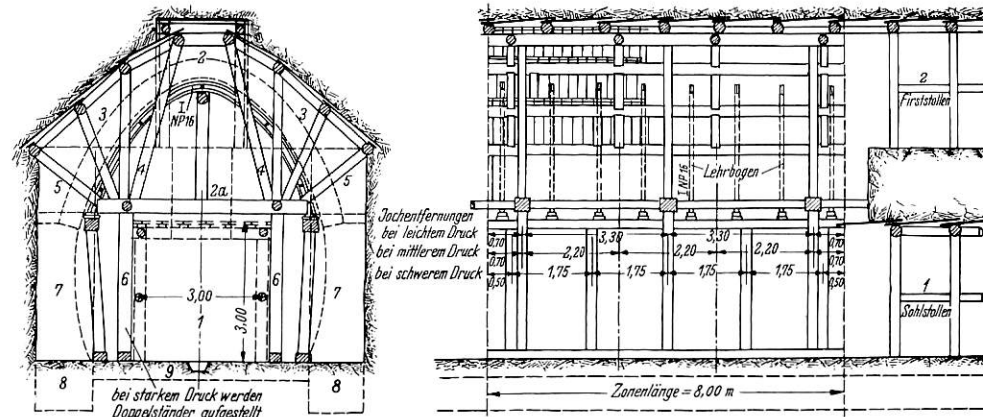 2
3
3
I
NP16
4
4
5
5
2a
6
6
7
7
3,00
1
3,00
8
8
9
bei starkem Druck werden
Doppelständer aufgestellt
Jochentfernungen
bei leichtem Druck
bei mittlerem Druck
bei schwerem Druck
I NP16
Lehrbogen
2
Firststollen
0,70
3,30
3,30
0,70
0,70
2,20
2,20
2,20
0,70
0,50
1,75
1,75
1,75
1,75
0,50
1
Sohlstollen
Zonenlänge = 8,00 m